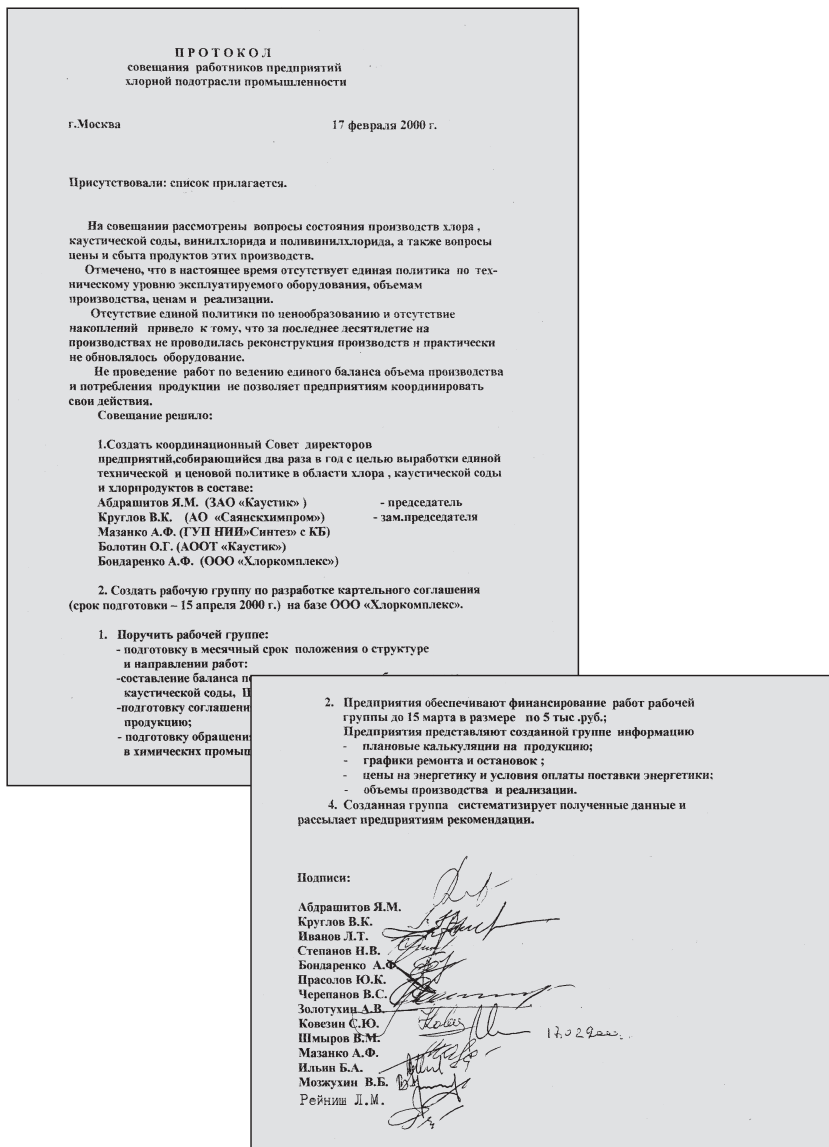 ПРОТОКОЛ
совещания работников предприятий
хлорной подотрасли промышленности
г.Москва 17 февраля 2000 г.
Присутствовали: список прилагается.
На совещании рассмотрены вопросы состояния производств хлора ,
каустической соды, винилхлорида и поливинилхлорида, а также вопросы
цены и сбыта продуктов этих производств.
Отмечено, что в настоящее время отсутствует единая политика по тех-
ническому уровню эксплуатируемого оборудования, объемам
производства, ценам и реализации.
Отсутствие единой политики по ценообразованию и отсутствие
накоплений привело к тому, что за последнее десятилетие на
производствах не проводилась реконструкция производств и практически
не обновлялось оборудование.
Не проведение работ по ведению единого баланса объема производства
и потребления продукции не позволяет предприятиям координировать
свои действия.
Совещание решило:
1.Создать координационный Совет директоров
предприятий,собирающийся два раза в год с целью выработки единой
технической и ценовой политике в области хлора , каустической соды
и хлорпродуктов в составе:
Абдрашитов Я.М. (ЗАО «Каустик» ) - председатель
Круглов В.К. (АО «Саянскхимпром») - зам.председателя
Мазанко А.Ф. (ГУП НИИ»Синтез» с КБ)
Болотин О.Г. (АООТ «Каустик»)
Бондаренко А.Ф. (ООО «Хлоркомплекс»)
2. Создать рабочую группу по разработке картельного соглашения
(срок подготовки – 15 апреля 2000 г.) на базе ООО «Хлоркомплекс».
1. Поручить рабочей группе:
- подготовку в месячный срок положения о структуре
и направлении работ:
-составление баланса по
каустической соды, П
-подготовку соглашени
продукцию;
- подготовку обращения
в химических промыш
2. Предприятия обеспечивают финансирование работ рабочей
группы до 15 марта в размере по 5 тыс .руб.;
Предприятия представляют созданной группе информацию
- плановые калькуляции на продукцию;
- графики ремонта и остановок ;
- цены на энергетику и условия оплаты поставки энергетики;
- объемы производства и реализации.
4. Созданная группа систематизирует полученные данные и
рассылает предприятиям рекомендации.
Подписи:
Абдрашитов Я.М.
Круглов В.К.
Иванов Л.Т.
Степанов Н.В.
Бондаренко А.Ф
Прасолов Ю.К.
Черепанов В.С.
Золотухин А.В.
Ковезин С.Ю.
Шмыров В.М.
Мазанко А.Ф.
Ильин Б.А.
Мозжухин В.Б.
Рейниш Л.М.